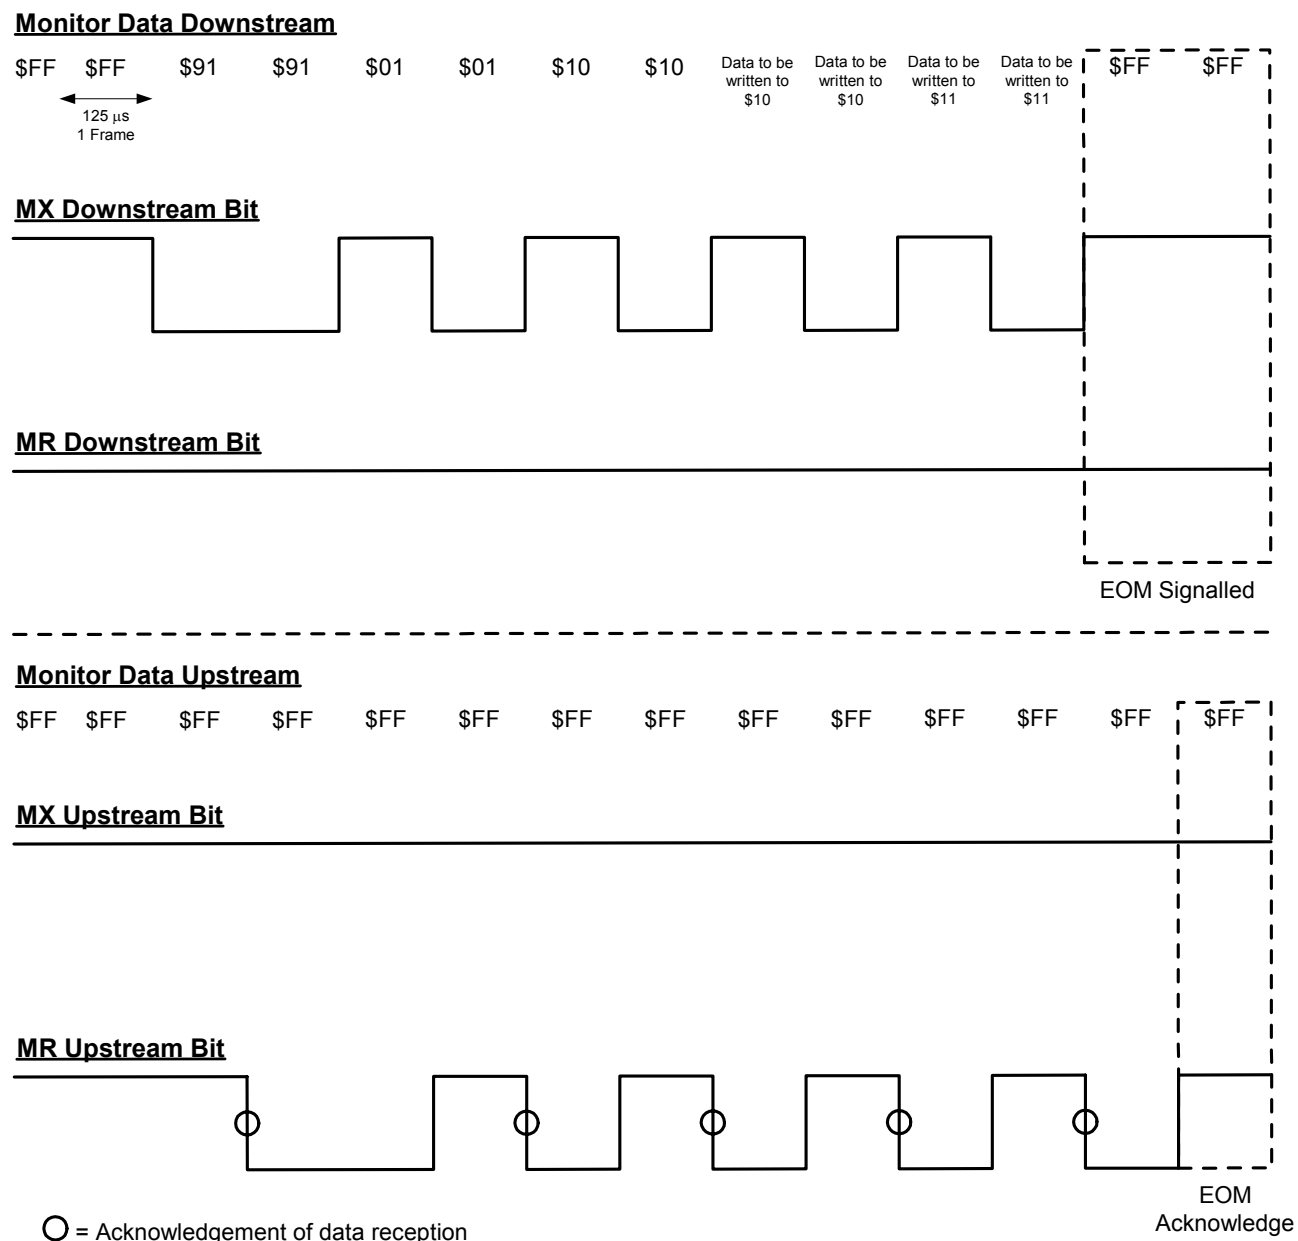 Monitor Data Downstream
$FF $FF $91 $91 $01 $01 $10 $10 Data to be written to $10 Data to be written to $10 Data to be written to $11 Data to be written to $11 $FF $FF
125 μs
1 Frame
MX Downstream Bit
MR Downstream Bit
EOM Signalled
Monitor Data Upstream
$FF $FF $FF $FF $FF $FF $FF $FF $FF $FF $FF $FF $FF $FF
MX Upstream Bit
MR Upstream Bit
EOM
Acknowledge
= Acknowledgement of data reception